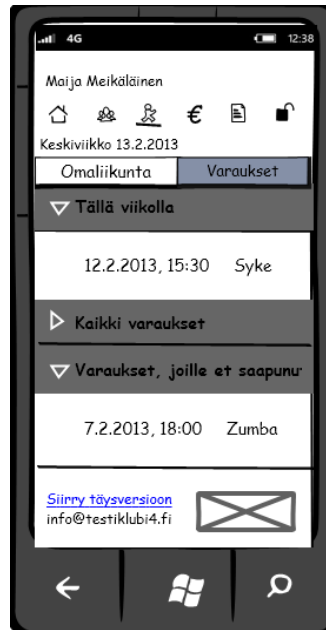 4G 12:38
Maija Meikäläinen
€
Keskiviikko 13.2.2013
Omaliikunta Varaukset
Tällä viikolla
12.2.2013, 15:30 Syke
Kaikki varaukset
Varaukset, joille et saapunu
7.2.2013, 18:00 Zumba
Siirry täysversioon
info@testiklubi4.fi